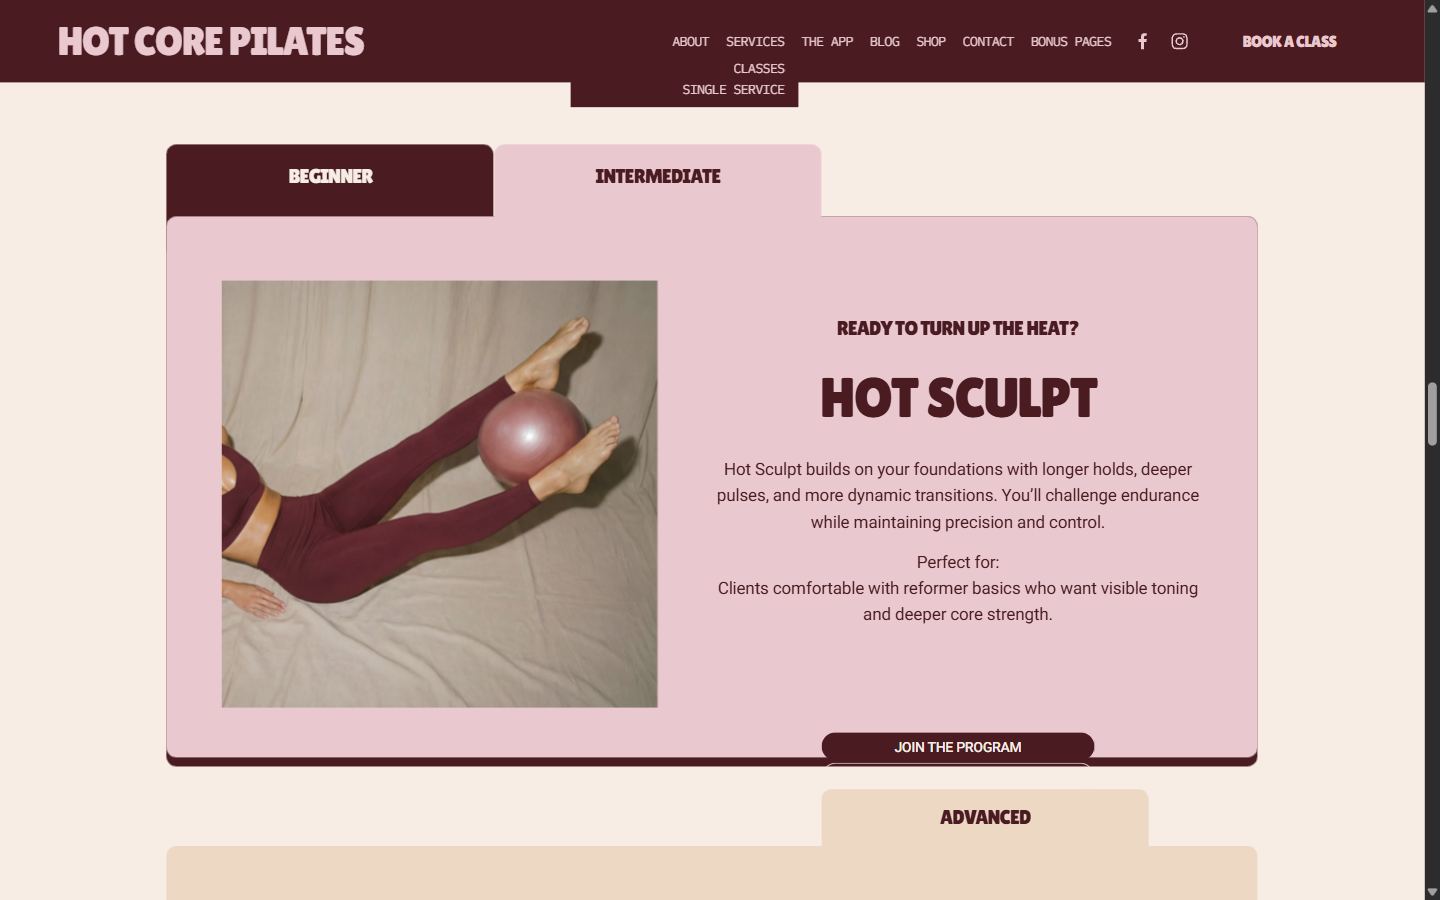 HOT CORE PILATES
ABOUT SERVICES THE APP BLOG SHOP CONTACT BONUS PAGES BOOK A CLASS
CLASSES
SINGLE SERVICE
BEGINNER
INTERMEDIATE
READY TO TURN UP THE HEAT?
HOT SCULPT
Hot Sculpt builds on your foundations with longer holds, deeper
pulses, and more dynamic transitions. You’ll challenge endurance
while maintaining precision and control.
Perfect for:
Clients comfortable with reformer basics who want visible toning
and deeper core strength.
JOIN THE PROGRAM
ADVANCED